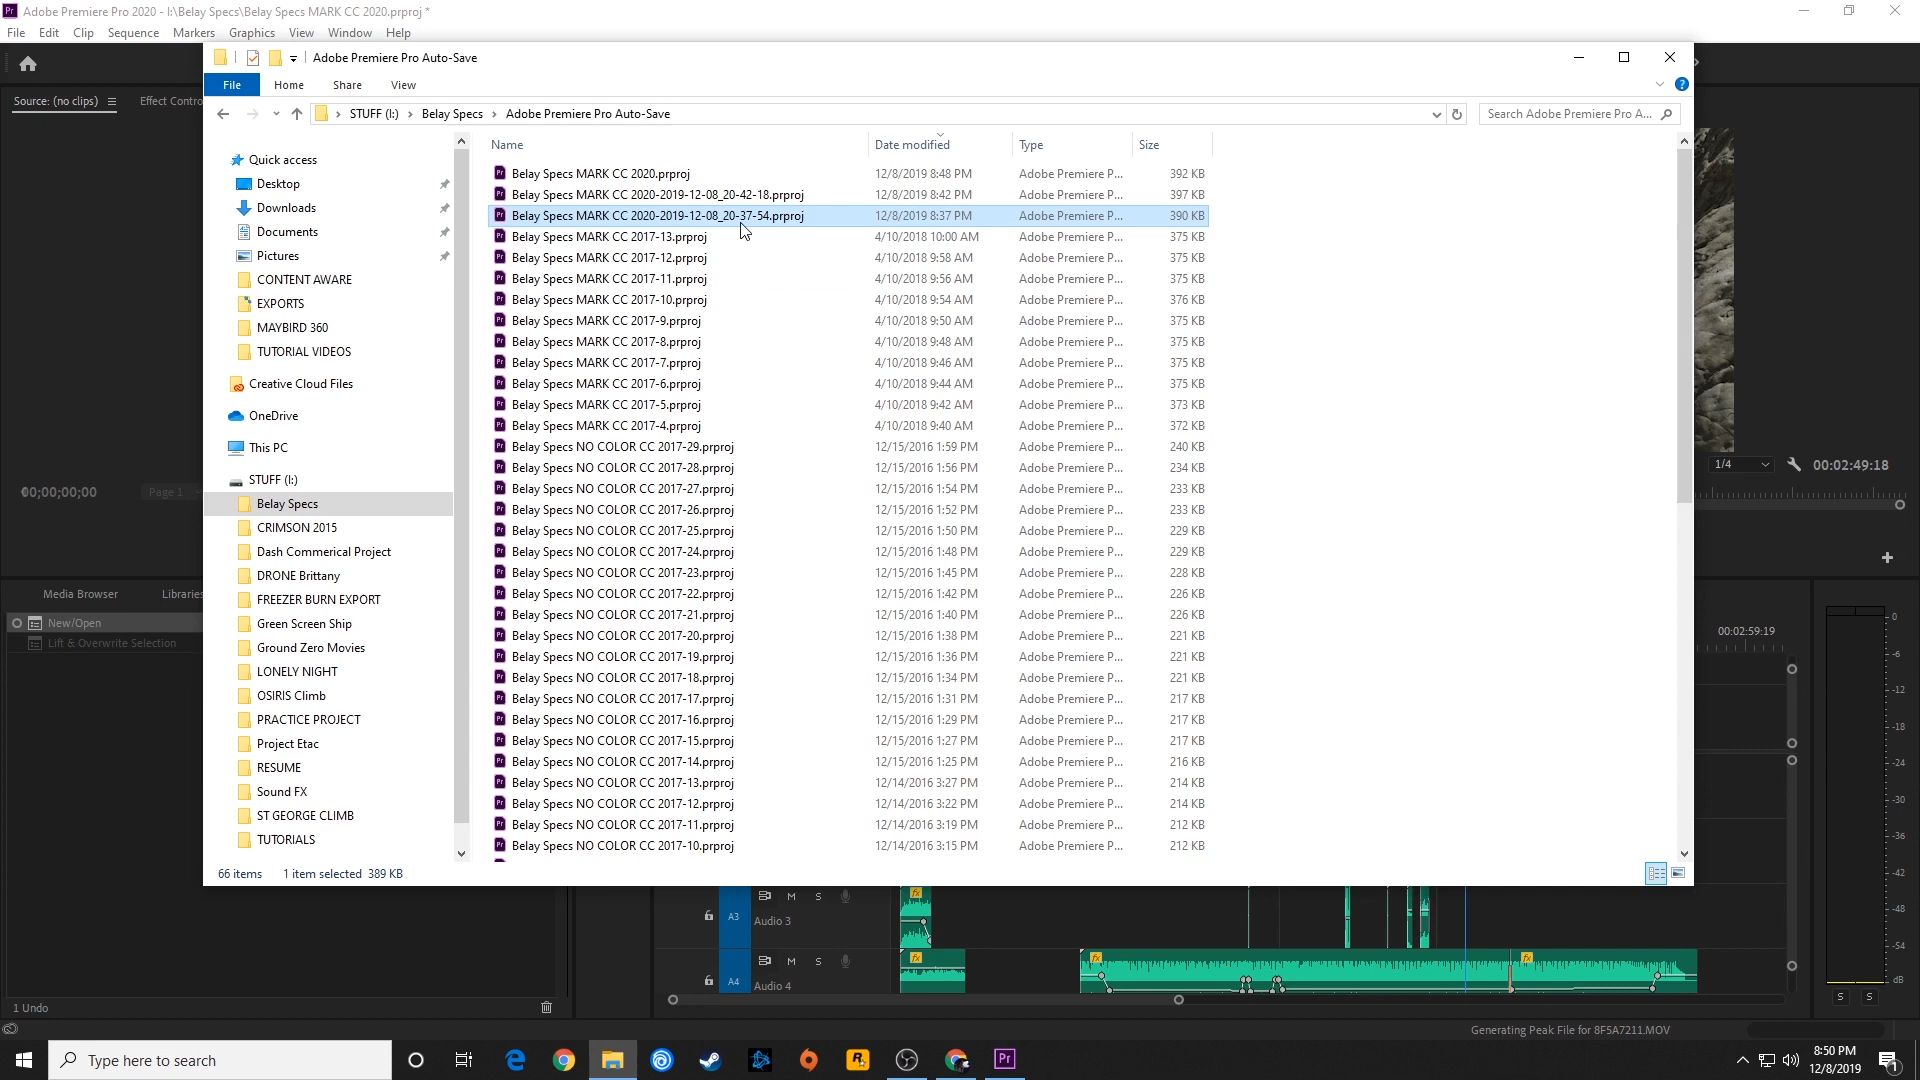 Adobe Premiere Pro 2020 - I:\Belay Specs\Belay Specs MARK CC 2020.prproj *
File Edit Clip Sequence Markers Graphics View Window Help
Adobe Premiere Pro Auto-Save
File Home Share View
Source: (no clips) Effect Contro
STUFF (I:) > Belay Specs > Adobe Premiere Pro Auto-Save
Search Adobe Premiere Pro A...
Name Date modified Type Size
Quick access
Desktop
Downloads
Documents
Pictures
CONTENT AWARE
EXPORTS
MAYBIRD 360
TUTORIAL VIDEOS
Creative Cloud Files
OneDrive
This PC
STUFF (I:)
Belay Specs
CRIMSON 2015
Dash Commerical Project
DRONE Brittany
FREEZER BURN EXPORT
Green Screen Ship
Ground Zero Movies
LONELY NIGHT
OSIRIS Climb
PRACTICE PROJECT
Project Etac
RESUME
Sound FX
ST GEORGE CLIMB
TUTORIALS
Belay Specs MARK CC 2020.prproj 12/8/2019 8:48 PM Adobe Premiere P... 392 KB
Belay Specs MARK CC 2020-2019-12-08_20-42-18.prproj 12/8/2019 8:42 PM Adobe Premiere P... 397 KB
Belay Specs MARK CC 2020-2019-12-08_20-37-54.prproj 12/8/2019 8:37 PM Adobe Premiere P... 390 KB
Belay Specs MARK CC 2017-13.prproj 4/10/2018 10:00 AM Adobe Premiere P... 375 KB
Belay Specs MARK CC 2017-12.prproj 4/10/2018 9:58 AM Adobe Premiere P... 375 KB
Belay Specs MARK CC 2017-11.prproj 4/10/2018 9:56 AM Adobe Premiere P... 375 KB
Belay Specs MARK CC 2017-10.prproj 4/10/2018 9:54 AM Adobe Premiere P... 376 KB
Belay Specs MARK CC 2017-9.prproj 4/10/2018 9:50 AM Adobe Premiere P... 375 KB
Belay Specs MARK CC 2017-8.prproj 4/10/2018 9:48 AM Adobe Premiere P... 375 KB
Belay Specs MARK CC 2017-7.prproj 4/10/2018 9:46 AM Adobe Premiere P... 375 KB
Belay Specs MARK CC 2017-6.prproj 4/10/2018 9:44 AM Adobe Premiere P... 375 KB
Belay Specs MARK CC 2017-5.prproj 4/10/2018 9:42 AM Adobe Premiere P... 373 KB
Belay Specs MARK CC 2017-4.prproj 4/10/2018 9:40 AM Adobe Premiere P... 372 KB
Belay Specs NO COLOR CC 2017-29.prproj 12/15/2016 1:59 PM Adobe Premiere P... 240 KB
Belay Specs NO COLOR CC 2017-28.prproj 12/15/2016 1:56 PM Adobe Premiere P... 234 KB
Belay Specs NO COLOR CC 2017-27.prproj 12/15/2016 1:54 PM Adobe Premiere P... 233 KB
Belay Specs NO COLOR CC 2017-26.prproj 12/15/2016 1:52 PM Adobe Premiere P... 233 KB
Belay Specs NO COLOR CC 2017-25.prproj 12/15/2016 1:50 PM Adobe Premiere P... 229 KB
Belay Specs NO COLOR CC 2017-24.prproj 12/15/2016 1:48 PM Adobe Premiere P... 229 KB
Belay Specs NO COLOR CC 2017-23.prproj 12/15/2016 1:45 PM Adobe Premiere P... 228 KB
Belay Specs NO COLOR CC 2017-22.prproj 12/15/2016 1:42 PM Adobe Premiere P... 226 KB
Belay Specs NO COLOR CC 2017-21.prproj 12/15/2016 1:40 PM Adobe Premiere P... 226 KB
Belay Specs NO COLOR CC 2017-20.prproj 12/15/2016 1:38 PM Adobe Premiere P... 221 KB
Belay Specs NO COLOR CC 2017-19.prproj 12/15/2016 1:36 PM Adobe Premiere P... 221 KB
Belay Specs NO COLOR CC 2017-18.prproj 12/15/2016 1:34 PM Adobe Premiere P... 221 KB
Belay Specs NO COLOR CC 2017-17.prproj 12/15/2016 1:31 PM Adobe Premiere P... 217 KB
Belay Specs NO COLOR CC 2017-16.prproj 12/15/2016 1:29 PM Adobe Premiere P... 217 KB
Belay Specs NO COLOR CC 2017-15.prproj 12/15/2016 1:27 PM Adobe Premiere P... 217 KB
Belay Specs NO COLOR CC 2017-14.prproj 12/15/2016 1:25 PM Adobe Premiere P... 216 KB
Belay Specs NO COLOR CC 2017-13.prproj 12/14/2016 3:27 PM Adobe Premiere P... 214 KB
Belay Specs NO COLOR CC 2017-12.prproj 12/14/2016 3:22 PM Adobe Premiere P... 214 KB
Belay Specs NO COLOR CC 2017-11.prproj 12/14/2016 3:19 PM Adobe Premiere P... 212 KB
Belay Specs NO COLOR CC 2017-10.prproj 12/14/2016 3:15 PM Adobe Premiere P... 212 KB
66 items 1 item selected 389 KB
00;00;00;00 Page 1
1/4 00:02:49:18
Media Browser Libraries
New/Open
Lift & Overwrite Selection
00:02:59:19
0
-6
-12
-18
-24
-30
-36
-42
-48
-54
dB
S S
M S fx
A3 Audio 3
M S fx fx fx
A4 Audio 4
1 Undo
Generating Peak File for 8F5A7211.MOV
Type here to search
8:50 PM
12/8/2019
1